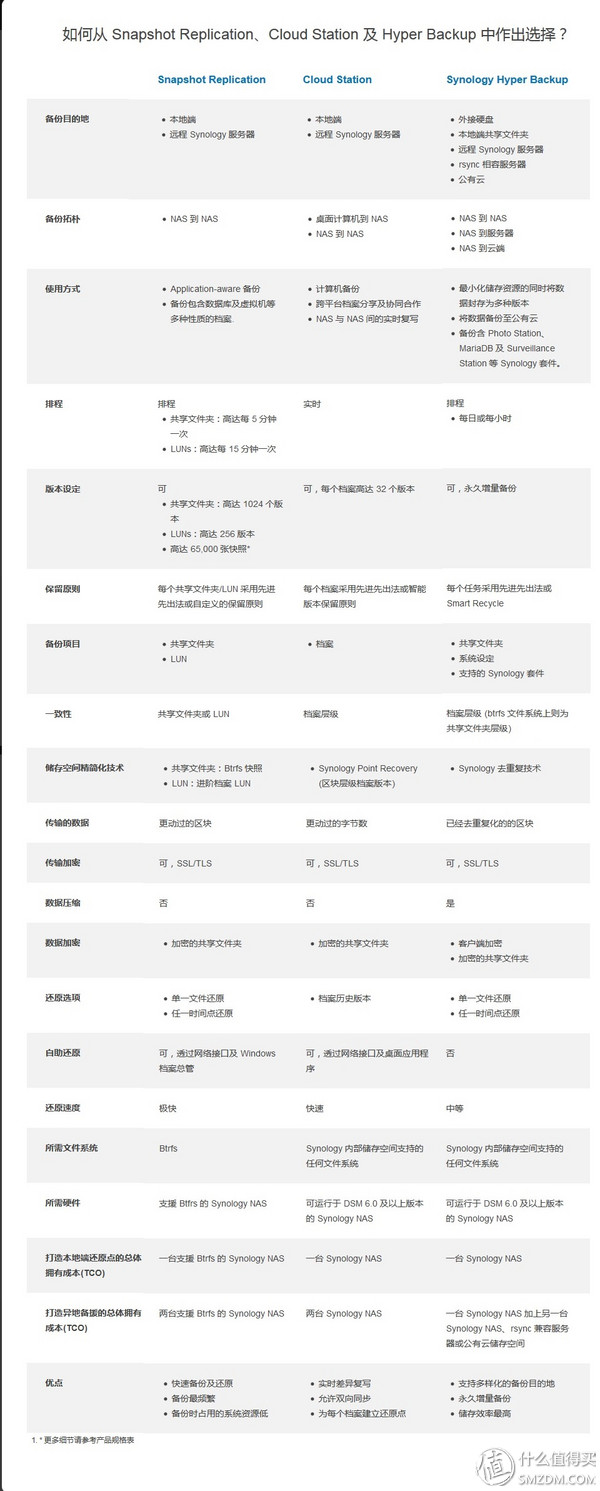 如何从 Snapshot Replication、Cloud Station 及 Hyper Backup 中作出选择？
Snapshot Replication
Cloud Station
Synology Hyper Backup
备份目的地
• 本地端
• 远程 Synology 服务器
• 本地端
• 远程 Synology 服务器
• 外接硬盘
• 本地端共享文件夹
• 远程 Synology 服务器
• rsync 相容服务器
• 公有云
备份拓朴
• NAS 到 NAS
• 桌面计算机到 NAS
• NAS 到 NAS
• NAS 到 NAS
• NAS 到服务器
• NAS 到云端
使用方式
• Application-aware 备份
• 备份包含数据库及虚拟机等
多种性质的档案.
• 计算机备份
• 跨平台档案分享及协同合作
• NAS 与 NAS 间的实时复写
• 最小化储存资源的同时将数
据封存为多种版本
• 将数据备份至公有云
• 备份含 Photo Station、
MariaDB 及 Surveillance
Station 等 Synology 套件。
排程
排程
• 共享文件夹：高达每 5 分钟
一次
• LUNs：高达每 15 分钟一次
实时
排程
• 每日或每小时
版本设定
可
• 共享文件夹：高达 1024 个版
本
• LUNs：高达 256 版本
• 高达 65,000 张快照*
可，每个档案高达 32 个版本
可，永久增量备份
保留原则
每个共享文件夹/LUN 采用先进
先出法或自定义的保留原则
每个档案采用先进先出法或智能
版本保留原则
每个任务采用先进先出法或
Smart Recycle
备份项目
• 共享文件夹
• LUN
• 档案
• 共享文件夹
• 系统设定
• 支持的 Synology 套件
一致性
共享文件夹或 LUN
档案层级
档案层级 (btrfs 文件系统上则为
共享文件夹层级)
储存空间精简化技术
• 共享文件夹：Btrfs 快照
• LUN：进阶档案 LUN
• Synology Point Recovery
(区块层级档案版本)
• Synology 去重复技术
传输的数据
更动过的区块
更动过的字节数
已经去重复化的的区块
传输加密
可，SSL/TLS
可，SSL/TLS
可，SSL/TLS
数据压缩
否
否
是
数据加密
• 加密的共享文件夹
• 加密的共享文件夹
• 客户端加密
• 加密的共享文件夹
还原选项
• 单一文件还原
• 任一时间点还原
• 档案历史版本
• 单一文件还原
• 任一时间点还原
自助还原
可，透过网络接口及 Windows
档案总管
可，透过网络接口及桌面应用程
序
否
还原速度
极快
快速
中等
所需文件系统
Btrfs
Synology 内部储存空间支持的
任何文件系统
Synology 内部储存空间支持的
任何文件系统
所需硬件
支援 Btfrs 的 Synology NAS
可运行于 DSM 6.0 及以上版本
的 Synology NAS
可运行于 DSM 6.0 及以上版本
的 Synology NAS
打造本地端还原点的总体
拥有成本(TCO)
一台支援 Btfrs 的 Synology NAS
一台 Synology NAS
一台 Synology NAS
打造异地备援的总体拥有
成本(TCO)
两台支援 Btfrs 的 Synology NAS
两台 Synology NAS
一台 Synology NAS 加上另一台
Synology NAS、rsync 兼容服务
器或公有云储存空间
优点
• 快速备份及还原
• 备份最频繁
• 备份时占用的系统资源低
• 实时差异复写
• 允许双向同步
• 为每个档案建立还原点
• 支持多样化的备份目的地
• 永久增量备份
• 储存效率最高
1. * 更多细节请参考产品规格表
值 什么值得买
SMZDM.COM